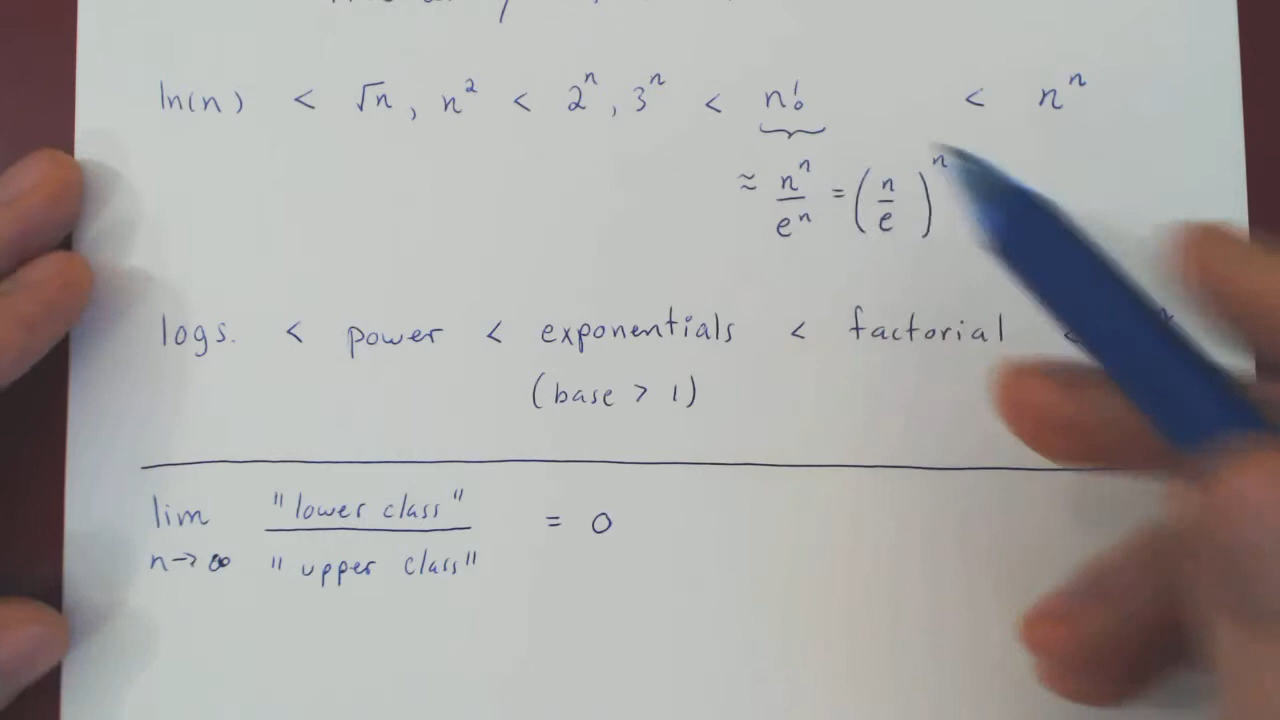 ln(n) < √n, n² < 2ⁿ, 3ⁿ < n! < nⁿ
≈ nⁿ/eⁿ = (n/e)ⁿ
logs. < power < exponentials < factorial <
(base > 1)
lim n→∞ "lower class" / "upper class" = 0